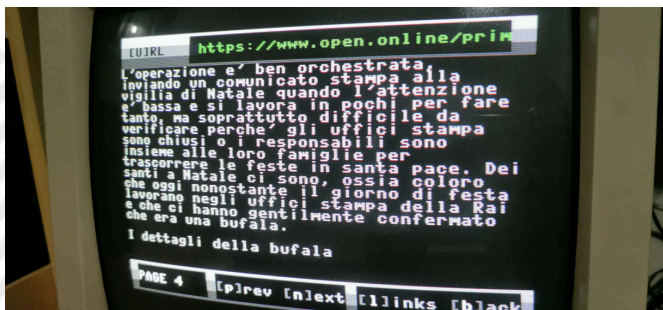 [U]RL https://www.open.online/prim
L'operazione e' ben orchestrata,
inviando un comunicato stampa alla
vigilia di Natale quando l'attenzione
e' bassa e si lavora in pochi per fare
tanto, ma soprattutto difficile da
verificare perche' gli uffici stampa
sono chiusi o i responsabili sono
insieme alle loro famiglie per
trascorrere le feste in santa pace. Dei
santi a Natale ci sono, ossia coloro
che oggi nonostante il giorno di festa
lavorano negli uffici stampa della Rai
e che ci hanno gentilmente confermato
che era una bufala.
I dettagli della bufala
PAGE 4 [p]rev [n]ext [l]inks [b]ack